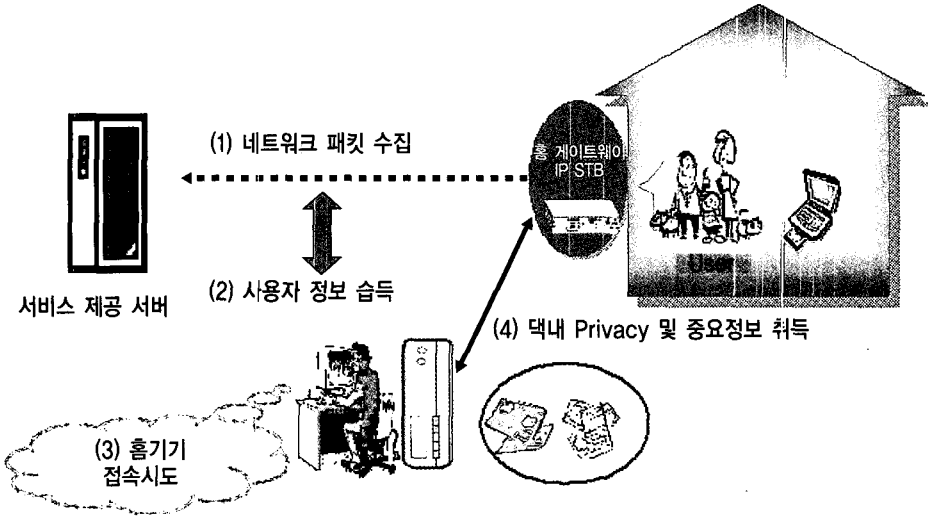 (1) 네트워크 패킷 수집
홈 게이트웨이
IP STB
User
서비스 제공 서버
(2) 사용자 정보 습득
(4) 댁내 Privacy 및 중요정보 취득
(3) 홈기기
접속시도